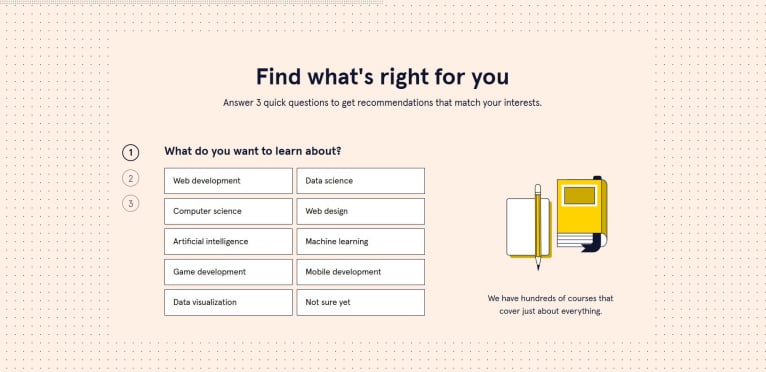 Find what's right for you
Answer 3 quick questions to get recommendations that match your interests.
1
What do you want to learn about?
2
3
Web development
Data science
Computer science
Web design
Artificial intelligence
Machine learning
Game development
Mobile development
Data visualization
Not sure yet
We have hundreds of courses that
cover just about everything.